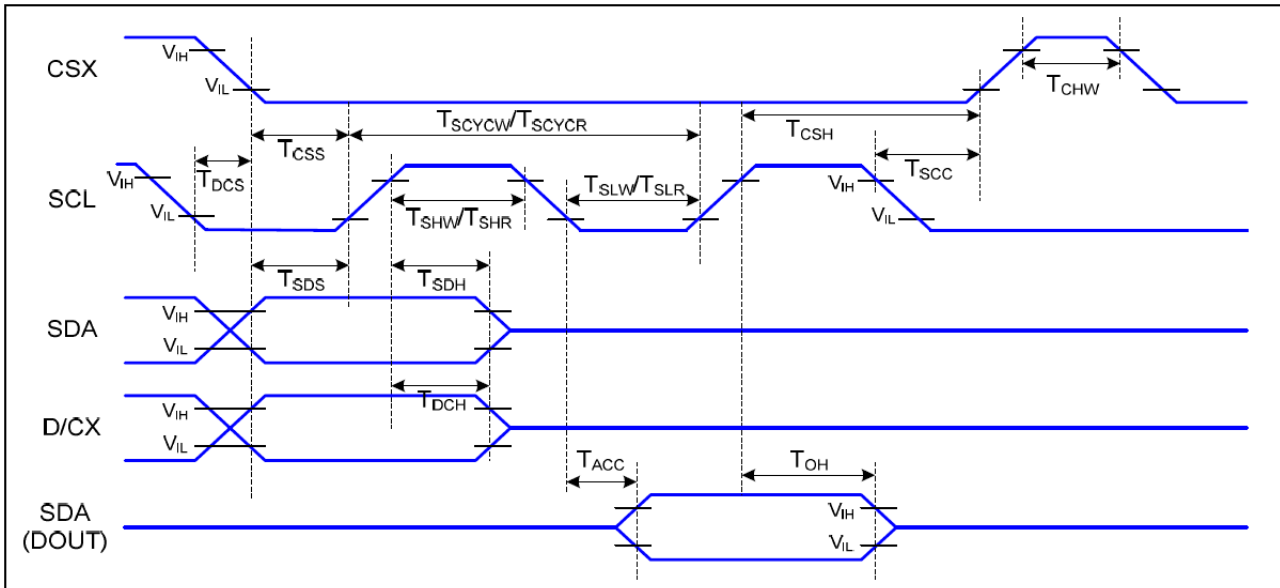 CSX
V_IH
V_IL
T_CHW
T_SCYCW/T_SCYCR
T_CSH
T_CSS
T_SCC
SCL
V_IH
V_IL
T_DCS
T_SHW/T_SHR
T_SLW/T_SLR
V_IH
V_IL
T_SDS
T_SDH
SDA
V_IH
V_IL
T_DCH
D/CX
V_IH
V_IL
T_ACC
T_OH
SDA
(DOUT)
V_IH
V_IL